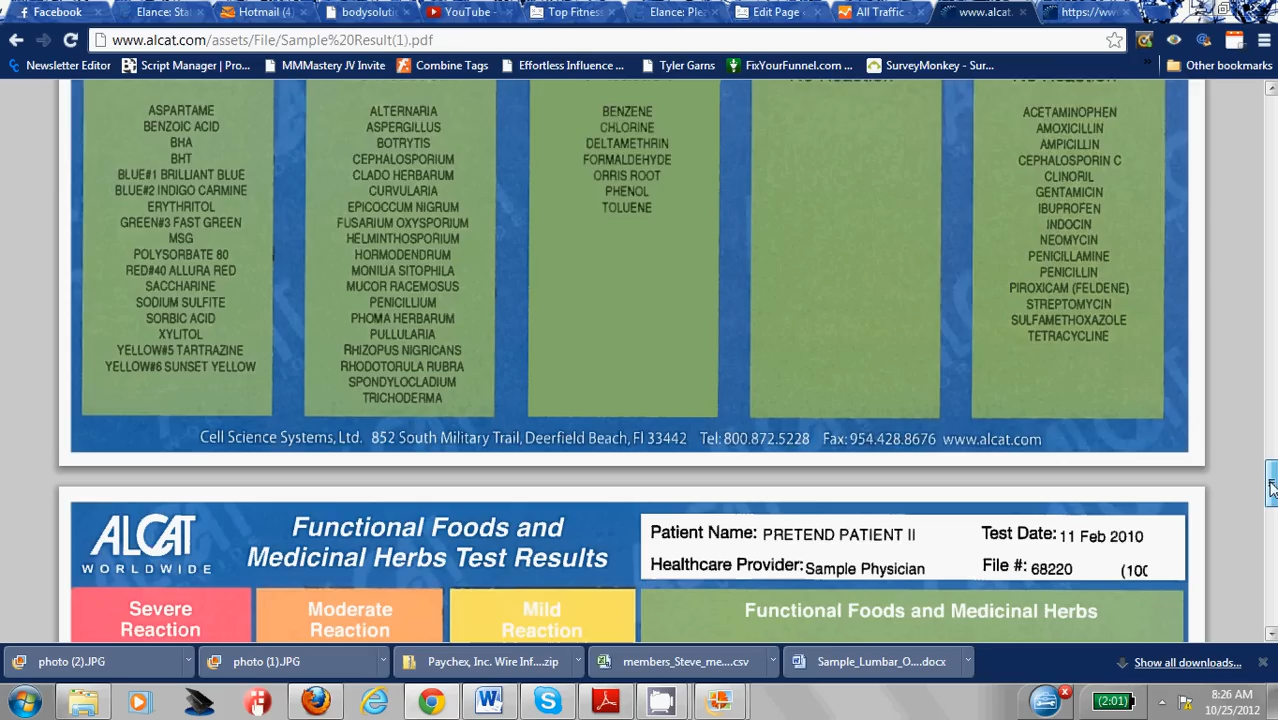 Facebook
Elance: Sta
Hotmail (4)
bodysolutio
YouTube -
Top Fitness
Elance: Ple
Edit Page
All Traffic -
www.alcat.
https://ww
www.alcat.com/assets/File/Sample%20Result(1).pdf
Newsletter Editor
Script Manager | Pro...
MMMastery JV Invite
Combine Tags
Effortless Influence ...
Tyler Garns
FixYourFunnel.com ...
SurveyMonkey - Sur...
Other bookmarks
No Reaction
No Reaction
ASPARTAME
BENZOIC ACID
BHA
BHT
BLUE#1 BRILLIANT BLUE
BLUE#2 INDIGO CARMINE
ERYTHRITOL
GREEN#3 FAST GREEN
MSG
POLYSORBATE 80
RED#40 ALLURA RED
SACCHARINE
SODIUM SULFITE
SORBIC ACID
XYLITOL
YELLOW#5 TARTRAZINE
YELLOW#6 SUNSET YELLOW
ALTERNARIA
ASPERGILLUS
BOTRYTIS
CEPHALOSPORIUM
CLADO HERBARUM
CURVULARIA
EPICOCCUM NIGRUM
FUSARIUM OXYSPORIUM
HELMINTHOSPORIUM
HORMODENDRUM
MONILIA SITOPHILA
MUCOR RACEMOSUS
PENICILLIUM
PHOMA HERBARUM
PULLULARIA
RHIZOPUS NIGRICANS
RHODOTORULA RUBRA
SPONDYLOCLADIUM
TRICHODERMA
BENZENE
CHLORINE
DELTAMETHRIN
FORMALDEHYDE
ORRIS ROOT
PHENOL
TOLUENE
ACETAMINOPHEN
AMOXICILLIN
AMPICILLIN
CEPHALOSPORIN C
CLINORIL
GENTAMICIN
IBUPROFEN
INDOCIN
NEOMYCIN
PENICILLAMINE
PENICILLIN
PIROXICAM (FELDENE)
STREPTOMYCIN
SULFAMETHOXAZOLE
TETRACYCLINE
Cell Science Systems, Ltd. 852 South Military Trail, Deerfield Beach, Fl 33442 Tel: 800.872.5228 Fax: 954.428.8676 www.alcat.com
ALCAT
WORLDWIDE
Functional Foods and
Medicinal Herbs Test Results
Patient Name: PRETEND PATIENT II
Test Date: 11 Feb 2010
Healthcare Provider: Sample Physician
File #: 68220 (100
Severe
Reaction
Moderate
Reaction
Mild
Reaction
Functional Foods and Medicinal Herbs
photo (2).JPG
photo (1).JPG
Paychex, Inc. Wire Inf....zip
members_Steve_me....csv
Sample_Lumbar_O....docx
Show all downloads...
(2:01)
8:26 AM
10/25/2012